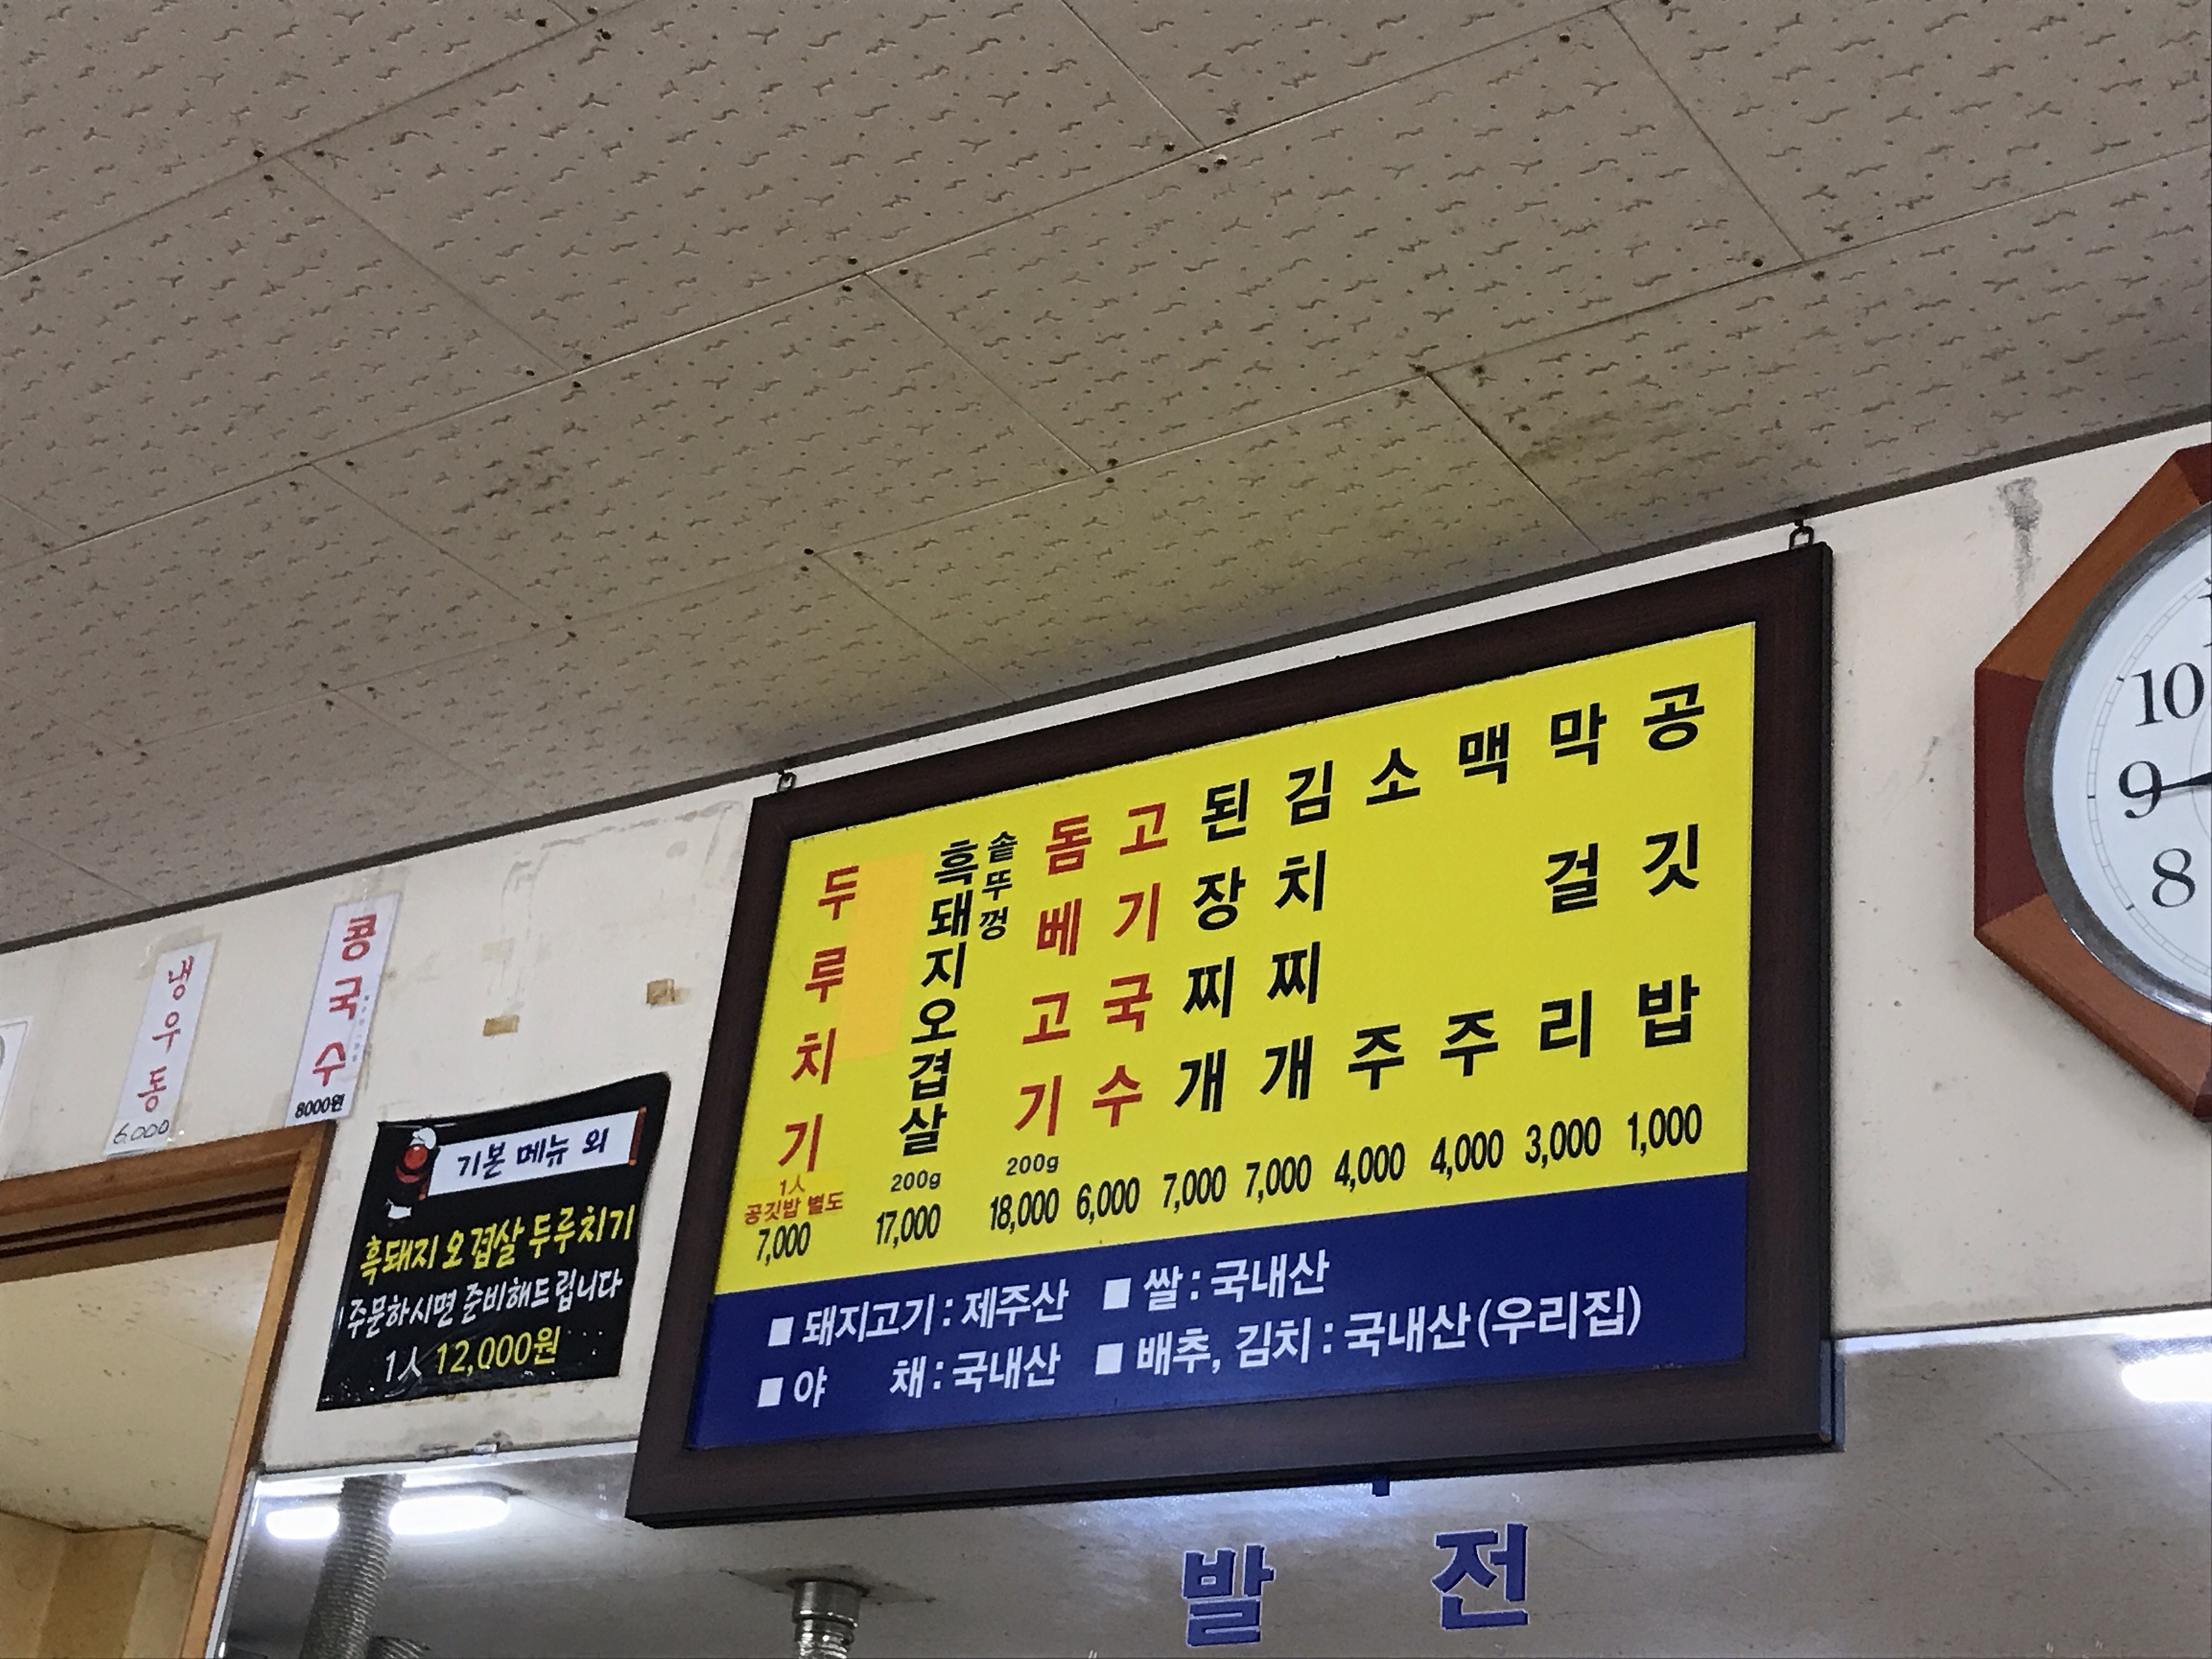 냉우동
6,000
콩국수
8000원
기본 메뉴 외
흑돼지 오겹살 두루치기
주문하시면 준비해드립니다
1人 12,000원
두루치기
1人
공깃밥 별도
7,000
솥뚜껑
흑돼지오겹살
200g
17,000
돔베고기
200g
18,000
고기국수
6,000
된장찌개
7,000
김치찌개
7,000
소주
4,000
맥주
4,000
막걸리
3,000
공깃밥
1,000
■ 돼지고기 : 제주산 ■ 쌀 : 국내산
■ 야 채 : 국내산 ■ 배추, 김치 : 국내산 (우리집)
10
9
8
발 전